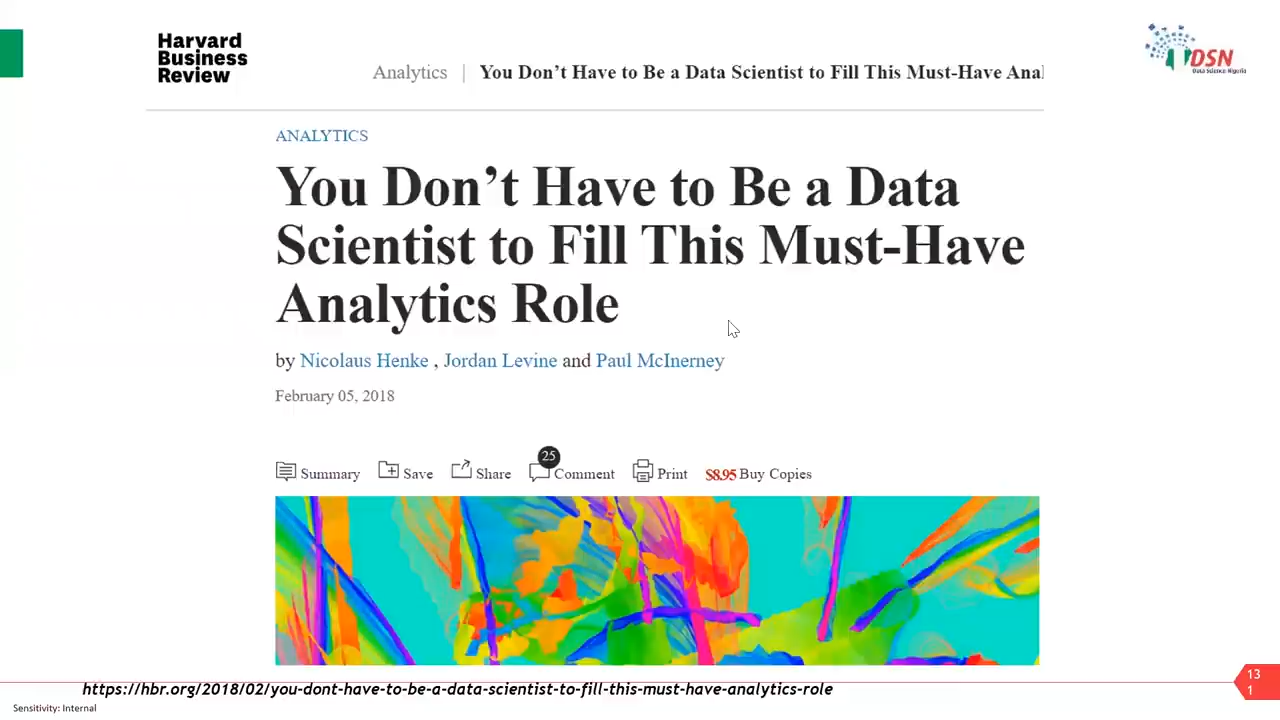 Harvard
Business
Review
DSN
Data Science Nigeria
Analytics | You Don't Have to Be a Data Scientist to Fill This Must-Have Anal
ANALYTICS
You Don't Have to Be a Data
Scientist to Fill This Must-Have
Analytics Role
by Nicolaus Henke , Jordan Levine and Paul McInerney
February 05, 2018
25
Summary Save Share Comment Print $8.95 Buy Copies
https://hbr.org/2018/02/you-dont-have-to-be-a-data-scientist-to-fill-this-must-have-analytics-role
13
1
Sensitivity: Internal